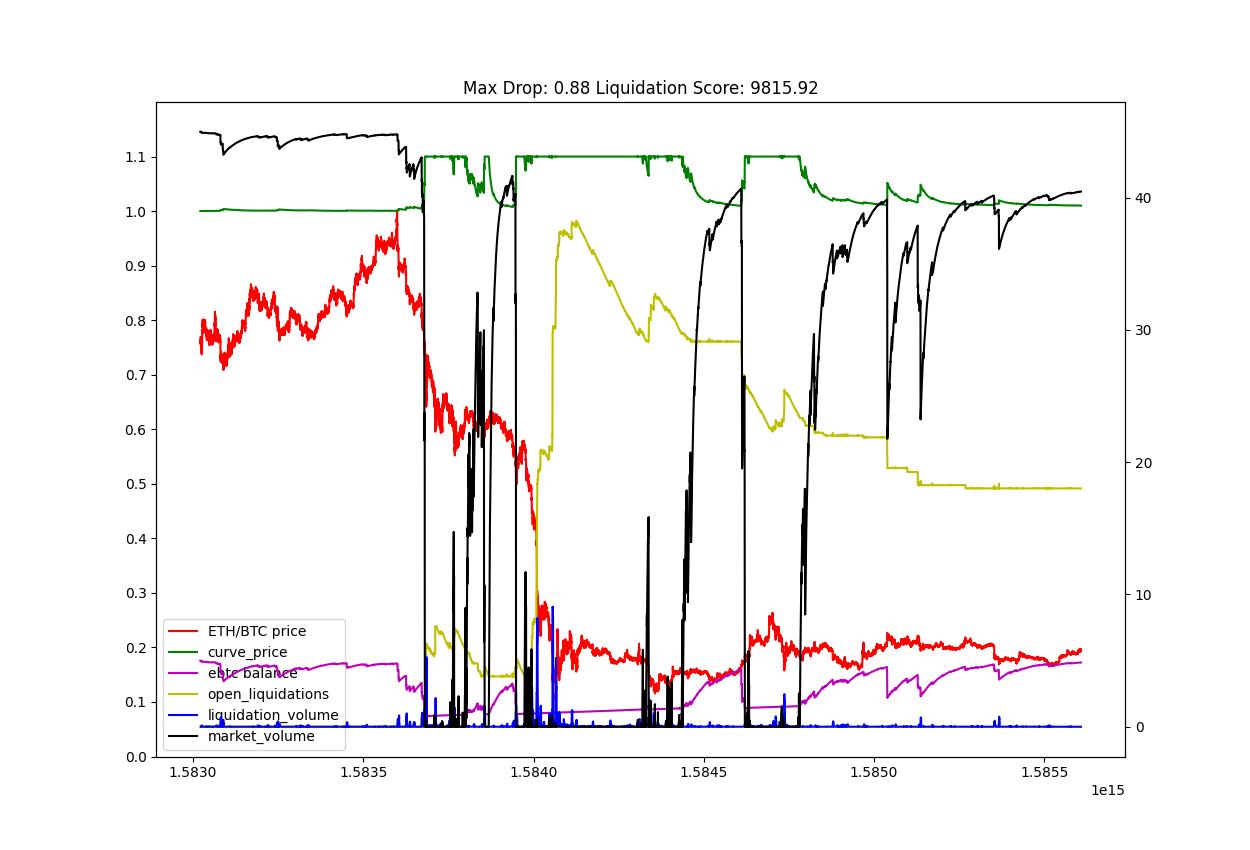 Max Drop: 0.88 Liquidation Score: 9815.92
1.1
1.0
0.9
0.8
0.7
0.6
0.5
0.4
0.3
0.2
0.1
0.0
40
30
20
10
0
ETH/BTC price
curve_price
ebtc balance
open_liquidations
liquidation_volume
market_volume
1.5830 1.5835 1.5840 1.5845 1.5850 1.5855
1e15